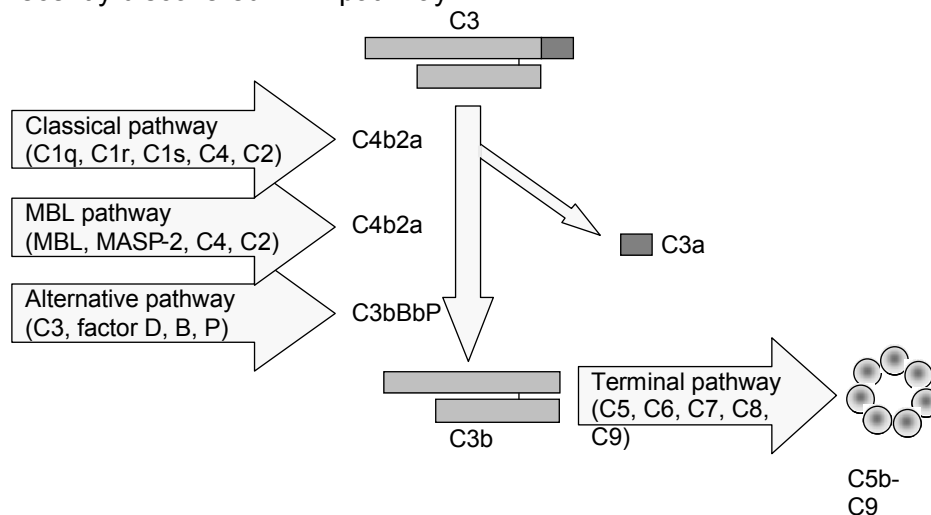 C3
Classical pathway
(C1q, C1r, C1s, C4, C2)
C4b2a
MBL pathway
(MBL, MASP-2, C4, C2)
C4b2a
C3a
Alternative pathway
(C3, factor D, B, P)
C3bBbP
Terminal pathway
(C5, C6, C7, C8,
C9)
C3b
C5b-
C9